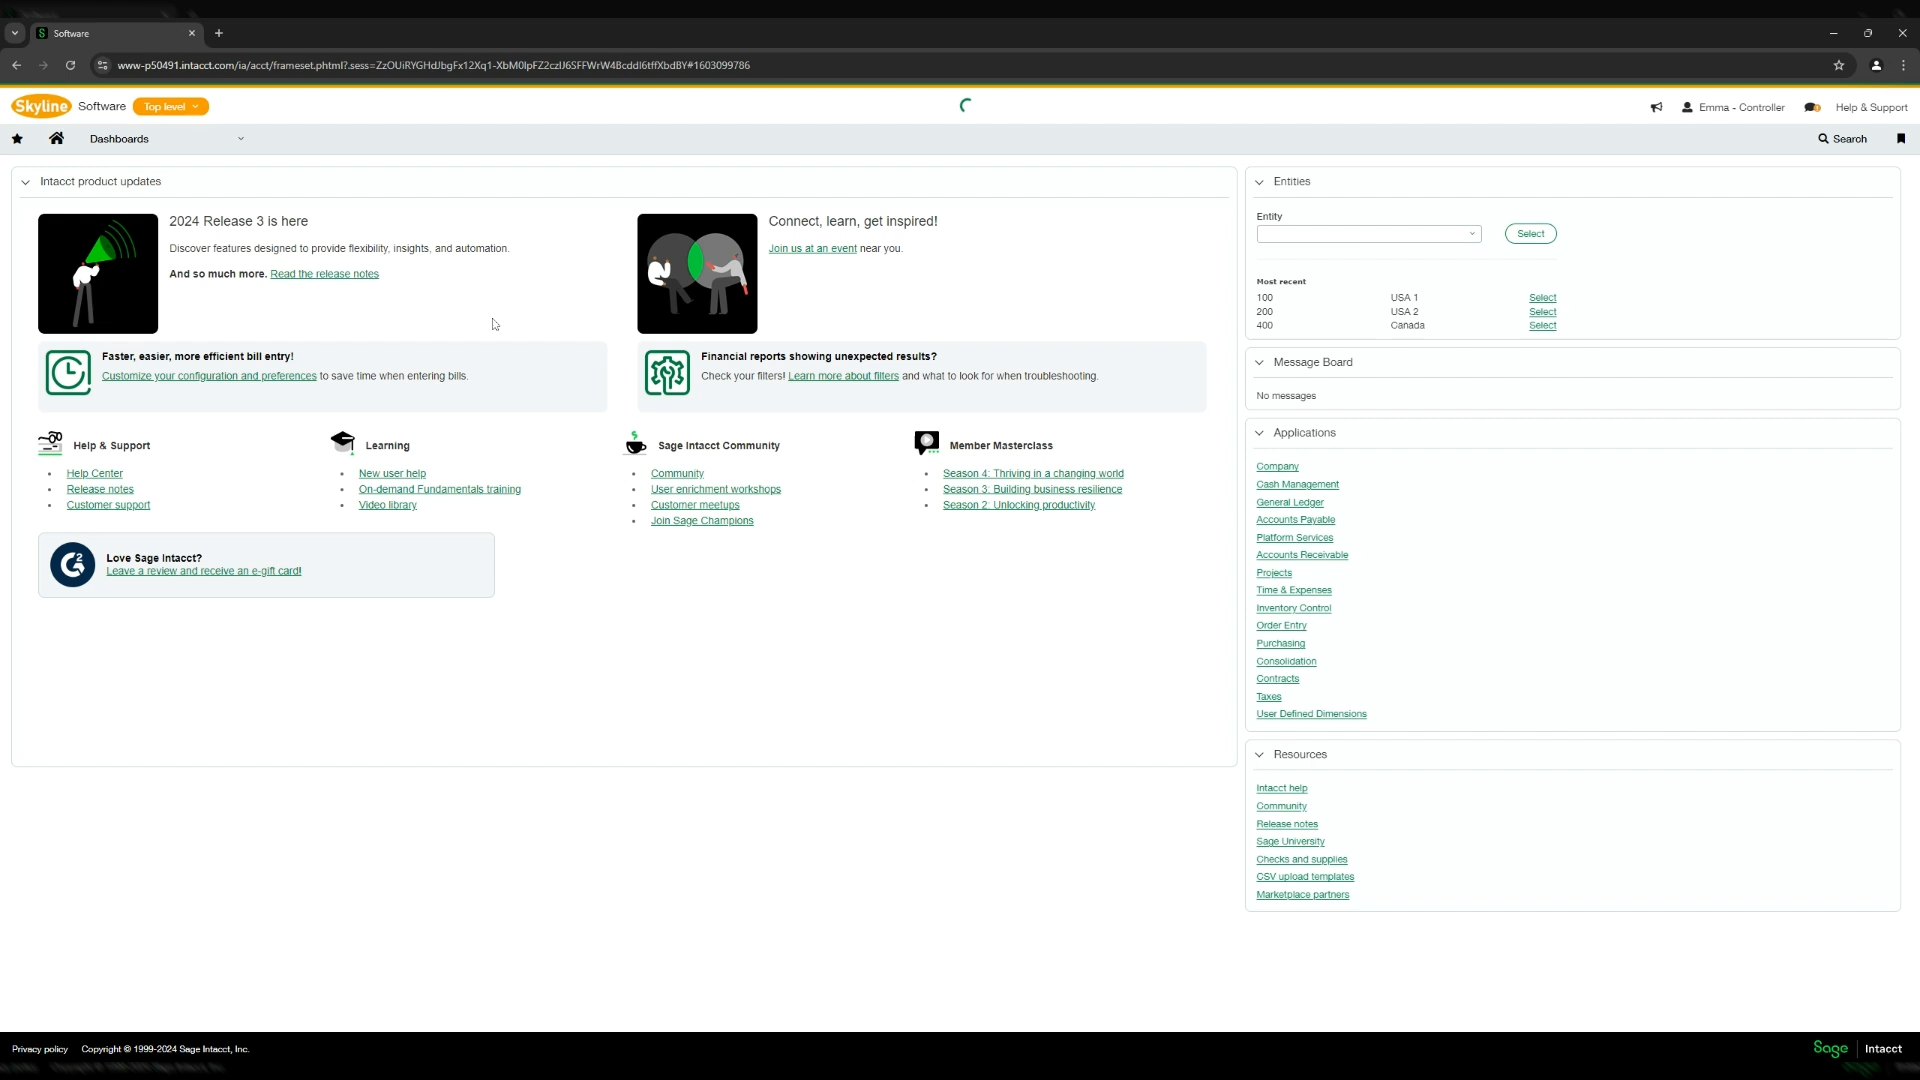 Software
www-p50491.intacct.com/ia/acct/frameset.phtml?.sess=ZzOUiRYGHdJbgFx12Xq1-XbM0IpFZ2czlJ6SFFWrW4Bcddl6tffXbdBY#1603099786
Skyline Software Top level
Emma - Controller
Help & Support
Dashboards
Search
Intacct product updates
2024 Release 3 is here
Discover features designed to provide flexibility, insights, and automation.
And so much more. Read the release notes
Connect, learn, get inspired!
Join us at an event near you.
Faster, easier, more efficient bill entry!
Customize your configuration and preferences to save time when entering bills.
Financial reports showing unexpected results?
Check your filters! Learn more about filters and what to look for when troubleshooting.
Help & Support
Help Center
Release notes
Customer support
Learning
New user help
On-demand Fundamentals training
Video library
Sage Intacct Community
Community
User enrichment workshops
Customer meetups
Join Sage Champions
Member Masterclass
Season 4: Thriving in a changing world
Season 3: Building business resilience
Season 2: Unlocking productivity
G2
Love Sage Intacct?
Leave a review and receive an e-gift card!
Entities
Entity
Select
Most recent
100 USA 1 Select
200 USA 2 Select
400 Canada Select
Message Board
No messages
Applications
Company
Cash Management
General Ledger
Accounts Payable
Platform Services
Accounts Receivable
Projects
Time & Expenses
Inventory Control
Order Entry
Purchasing
Consolidation
Contracts
Taxes
User Defined Dimensions
Resources
Intacct help
Community
Release notes
Sage University
Checks and supplies
CSV upload templates
Marketplace partners
Privacy policy Copyright © 1999-2024 Sage Intacct, Inc.
Sage Intacct